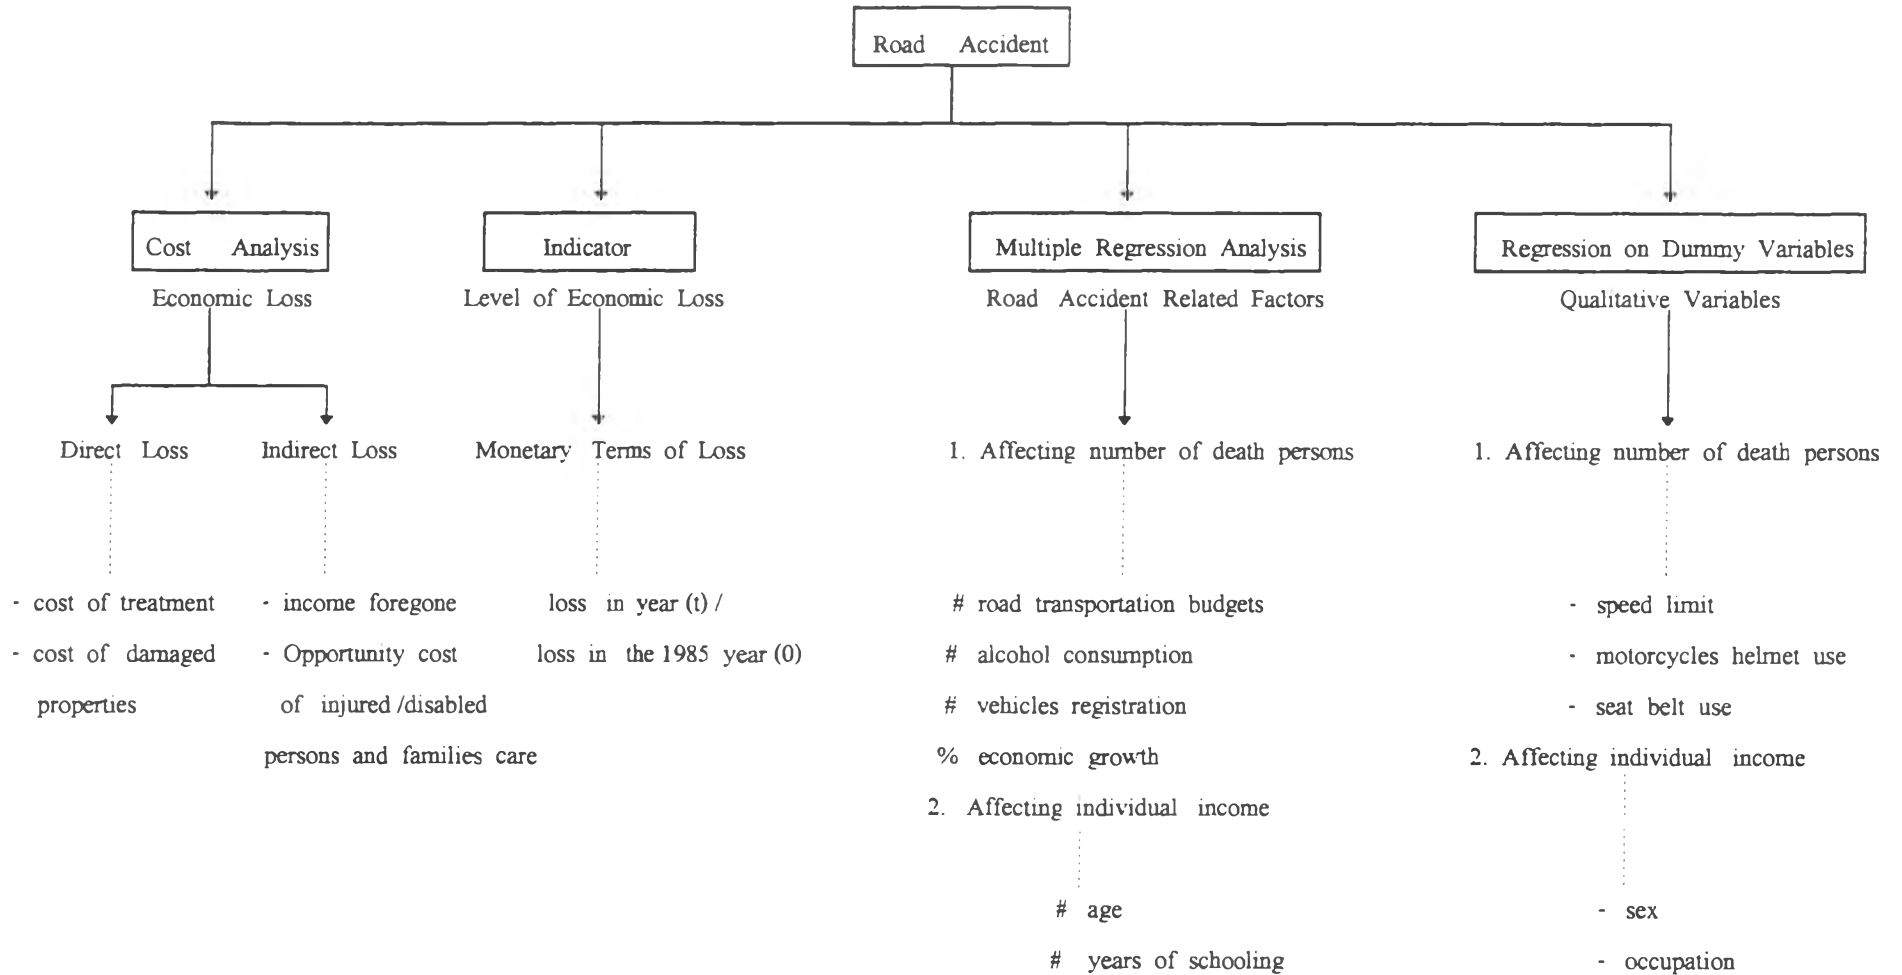 Road Accident
Cost Analysis
Economic Loss
Direct Loss
- cost of treatment
- cost of damaged
properties
Indirect Loss
- income foregone
- Opportunity cost
of injured /disabled
persons and families care
Indicator
Level of Economic Loss
Monetary Terms of Loss
loss in year (t) /
loss in the 1985 year (0)
Multiple Regression Analysis
Road Accident Related Factors
1. Affecting number of death persons
# road transportation budgets
# alcohol consumption
# vehicles registration
% economic growth
2. Affecting individual income
# age
# years of schooling
Regression on Dummy Variables
Qualitative Variables
1. Affecting number of death persons
- speed limit
- motorcycles helmet use
- seat belt use
2. Affecting individual income
- sex
- occupation